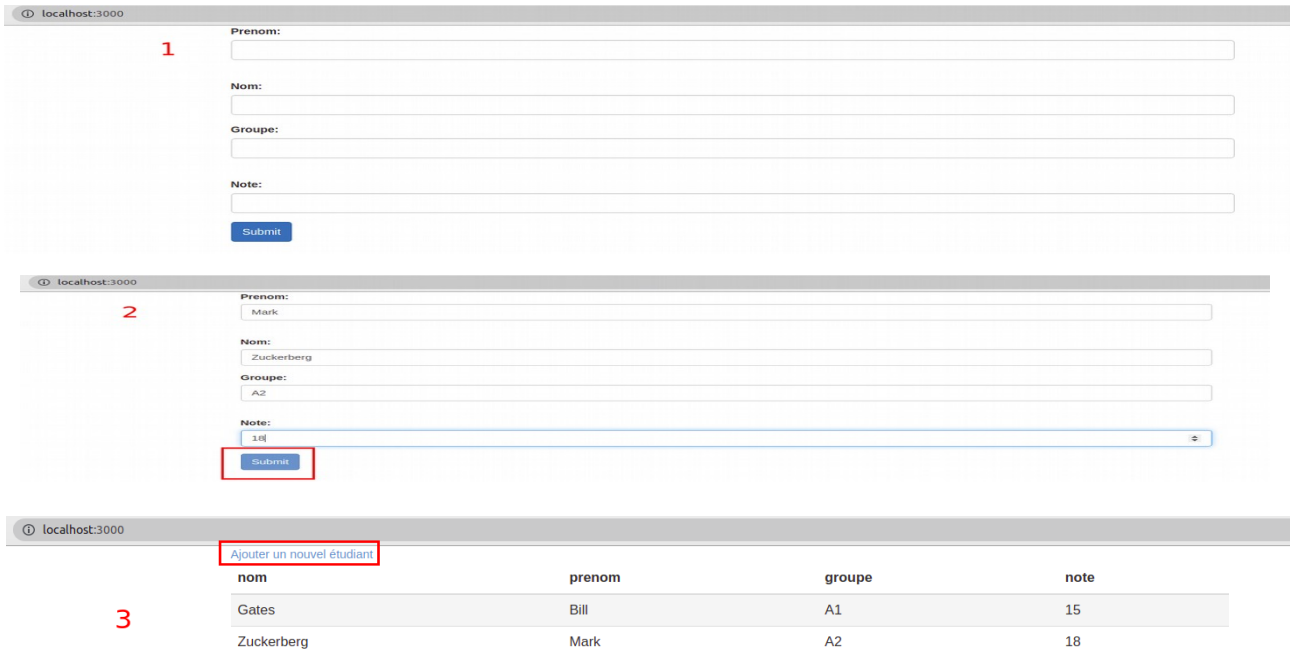 localhost:3000
1
Prenom:
Nom:
Groupe:
Note:
Submit
localhost:3000
2
Prenom:
Mark
Nom:
Zuckerberg
Groupe:
A2
Note:
18
Submit
localhost:3000
Ajouter un nouvel étudiant
nom prenom groupe note
3
Gates Bill A1 15
Zuckerberg Mark A2 18